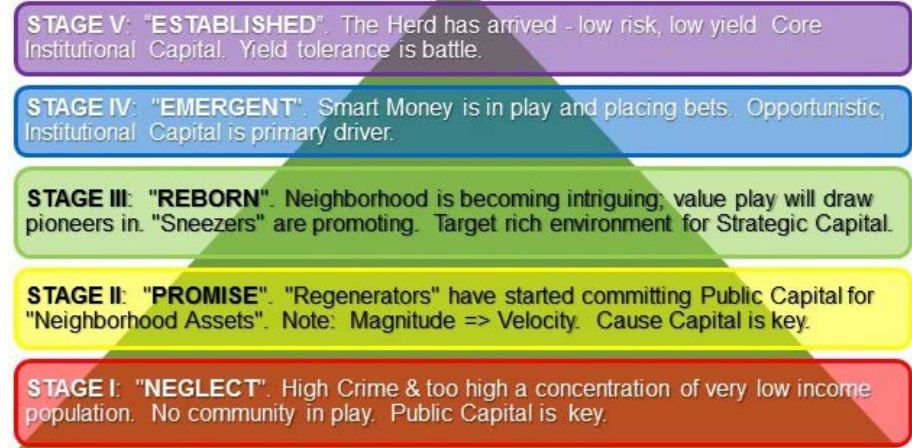 STAGE V: "ESTABLISHED". The Herd has arrived - low risk, low yield Core
Institutional Capital. Yield tolerance is battle.
STAGE IV: "EMERGENT". Smart Money is in play and placing bets. Opportunistic,
Institutional Capital is primary driver.
STAGE III: "REBORN". Neighborhood is becoming intriguing; value play will draw
pioneers in. "Sneezers" are promoting. Target rich environment for Strategic Capital.
STAGE II: "PROMISE". "Regenerators" have started committing Public Capital for
"Neighborhood Assets". Note: Magnitude => Velocity. Cause Capital is key.
STAGE I: "NEGLECT". High Crime & too high a concentration of very low income
population. No community in play. Public Capital is key.